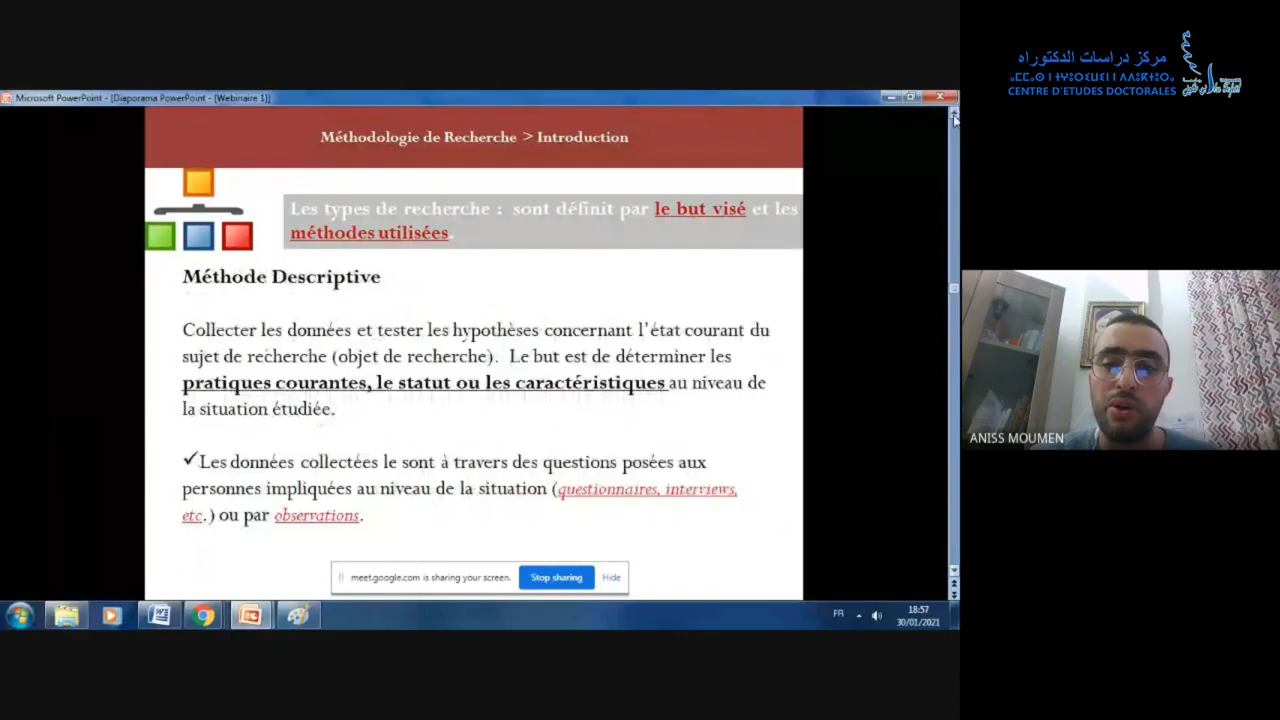 مركز دراسات الدكتوراه
CENTRE D'ETUDES DOCTORALES
Microsoft PowerPoint - [Diaporama PowerPoint - [Webinaire 1]]
Méthodologie de Recherche > Introduction
Les types de recherche : sont définit par le but visé et les
méthodes utilisées.
Méthode Descriptive
Collecter les données et tester les hypothèses concernant l'état courant du
sujet de recherche (objet de recherche). Le but est de déterminer les
pratiques courantes, le statut ou les caractéristiques au niveau de
la situation étudiée.
✓Les données collectées le sont à travers des questions posées aux
personnes impliquées au niveau de la situation (questionnaires, interviews,
etc.) ou par observations.
meet.google.com is sharing your screen. Stop sharing Hide
FR
18:57
30/01/2021
ANISS MOUMEN